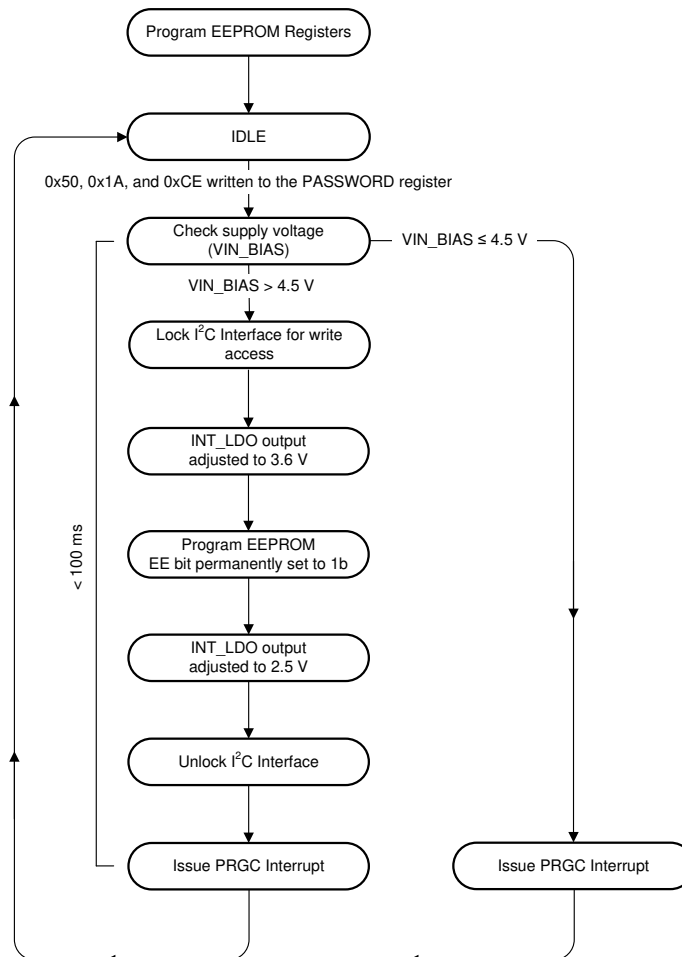 Program EEPROM Registers
IDLE
0x50, 0x1A, and 0xCE written to the PASSWORD register
Check supply voltage
(VIN_BIAS)
VIN_BIAS ≤ 4.5 V
VIN_BIAS > 4.5 V
Lock I²C Interface for write
access
INT_LDO output
adjusted to 3.6 V
Program EEPROM
EE bit permanently set to 1b
< 100 ms
INT_LDO output
adjusted to 2.5 V
Unlock I²C Interface
Issue PRGC Interrupt
Issue PRGC Interrupt